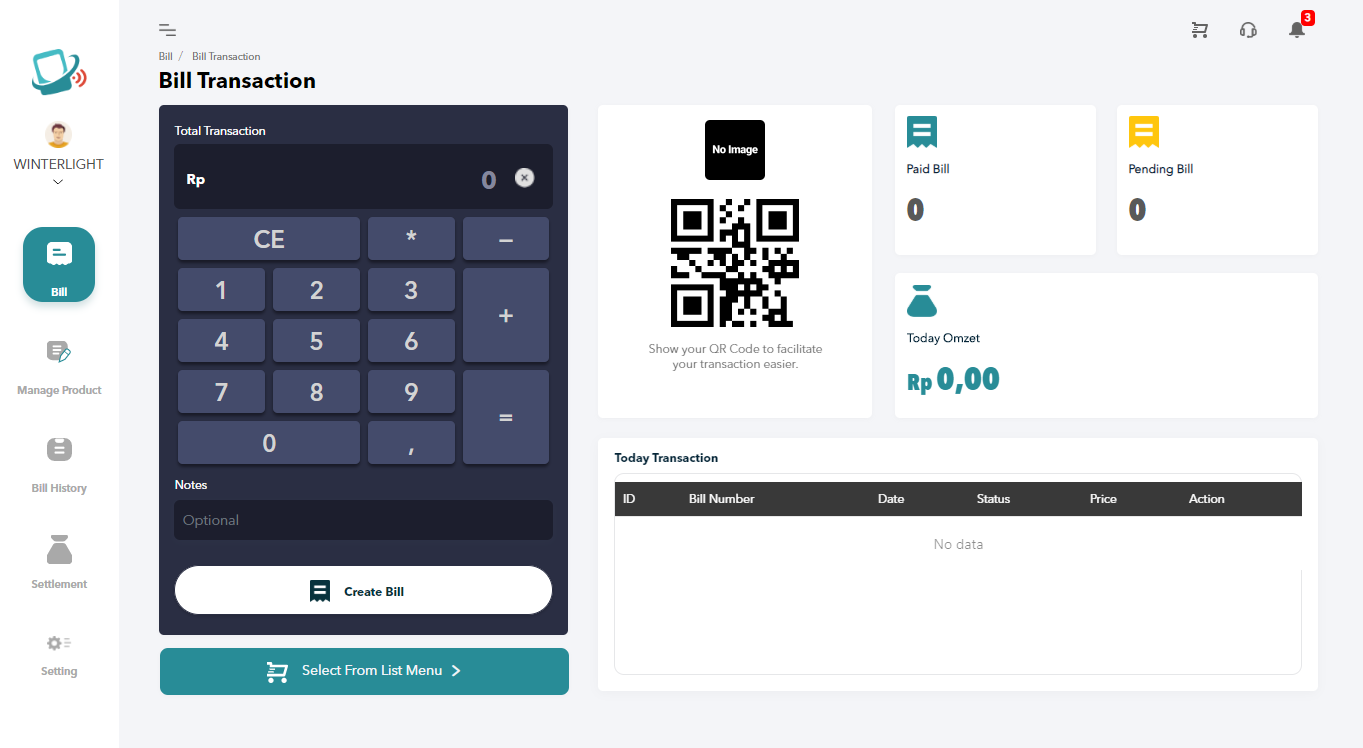 3
Bill / Bill Transaction
Bill Transaction
WINTERLIGHT
Bill
Manage Product
Bill History
Settlement
Setting
Total Transaction
Rp 0
CE * –
1 2 3
+
4 5 6
7 8 9
=
0 ,
Notes
Optional
Create Bill
Select From List Menu
No Image
Show your QR Code to facilitate
your transaction easier.
Paid Bill
0
Pending Bill
0
Today Omzet
Rp 0,00
Today Transaction
ID Bill Number Date Status Price Action
No data